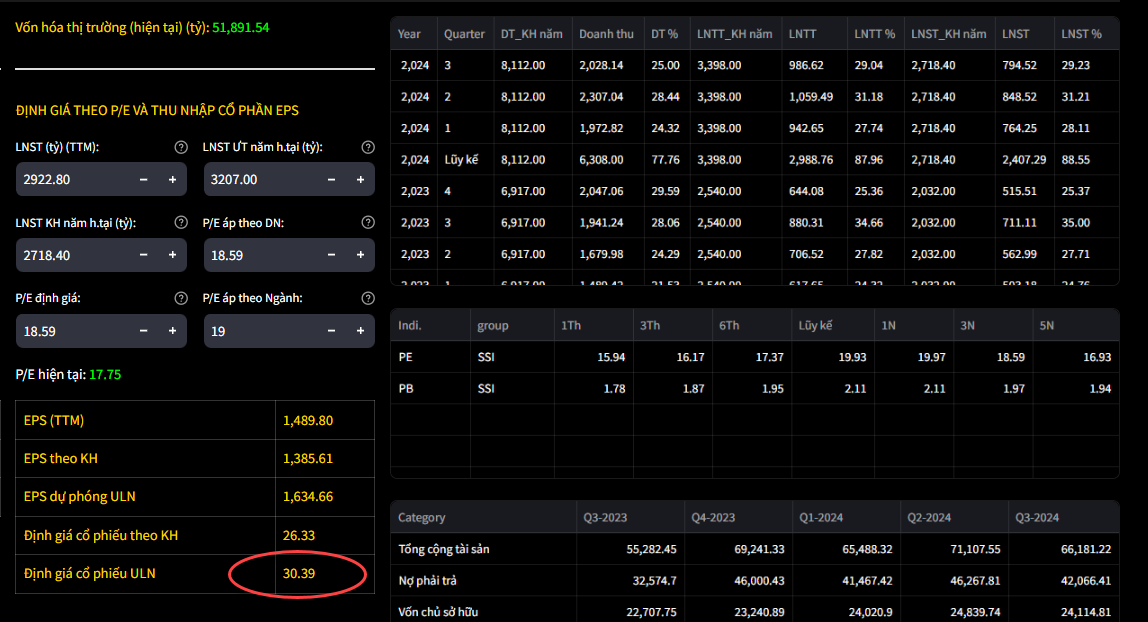 Vốn hóa thị trường (hiện tại) (tỷ): 51,891.54
ĐỊNH GIÁ THEO P/E VÀ THU NHẬP CỔ PHẦN EPS
LNST (tỷ) (TTM): LNST ƯT năm h.tại (tỷ):
2922.80 − + 3207.00 − +
LNST KH năm h.tại (tỷ): P/E áp theo DN:
2718.40 − + 18.59 − +
P/E định giá: P/E áp theo Ngành:
18.59 − + 19 − +
P/E hiện tại: 17.75
EPS (TTM) 1,489.80
EPS theo KH 1,385.61
EPS dự phóng ULN 1,634.66
Định giá cổ phiếu theo KH 26.33
Định giá cổ phiếu ULN 30.39
Year Quarter DT_KH năm Doanh thu DT % LNTT_KH năm LNTT LNTT % LNST_KH năm LNST LNST %
2,024 3 8,112.00 2,028.14 25.00 3,398.00 986.62 29.04 2,718.40 794.52 29.23
2,024 2 8,112.00 2,307.04 28.44 3,398.00 1,059.49 31.18 2,718.40 848.52 31.21
2,024 1 8,112.00 1,972.82 24.32 3,398.00 942.65 27.74 2,718.40 764.25 28.11
2,024 Lũy kế 8,112.00 6,308.00 77.76 3,398.00 2,988.76 87.96 2,718.40 2,407.29 88.55
2,023 4 6,917.00 2,047.06 29.59 2,540.00 644.08 25.36 2,032.00 515.51 25.37
2,023 3 6,917.00 1,941.24 28.06 2,540.00 880.31 34.66 2,032.00 711.11 35.00
2,023 2 6,917.00 1,679.98 24.29 2,540.00 706.52 27.82 2,032.00 562.99 27.71
Indi. group 1Th 3Th 6Th Lũy kế 1N 3N 5N
PE SSI 15.94 16.17 17.37 19.93 19.97 18.59 16.93
PB SSI 1.78 1.87 1.95 2.11 2.11 1.97 1.94
Category Q3-2023 Q4-2023 Q1-2024 Q2-2024 Q3-2024
Tổng cộng tài sản 55,282.45 69,241.33 65,488.32 71,107.55 66,181.22
Nợ phải trả 32,574.7 46,000.43 41,467.42 46,267.81 42,066.41
Vốn chủ sở hữu 22,707.75 23,240.89 24,020.9 24,839.74 24,114.81